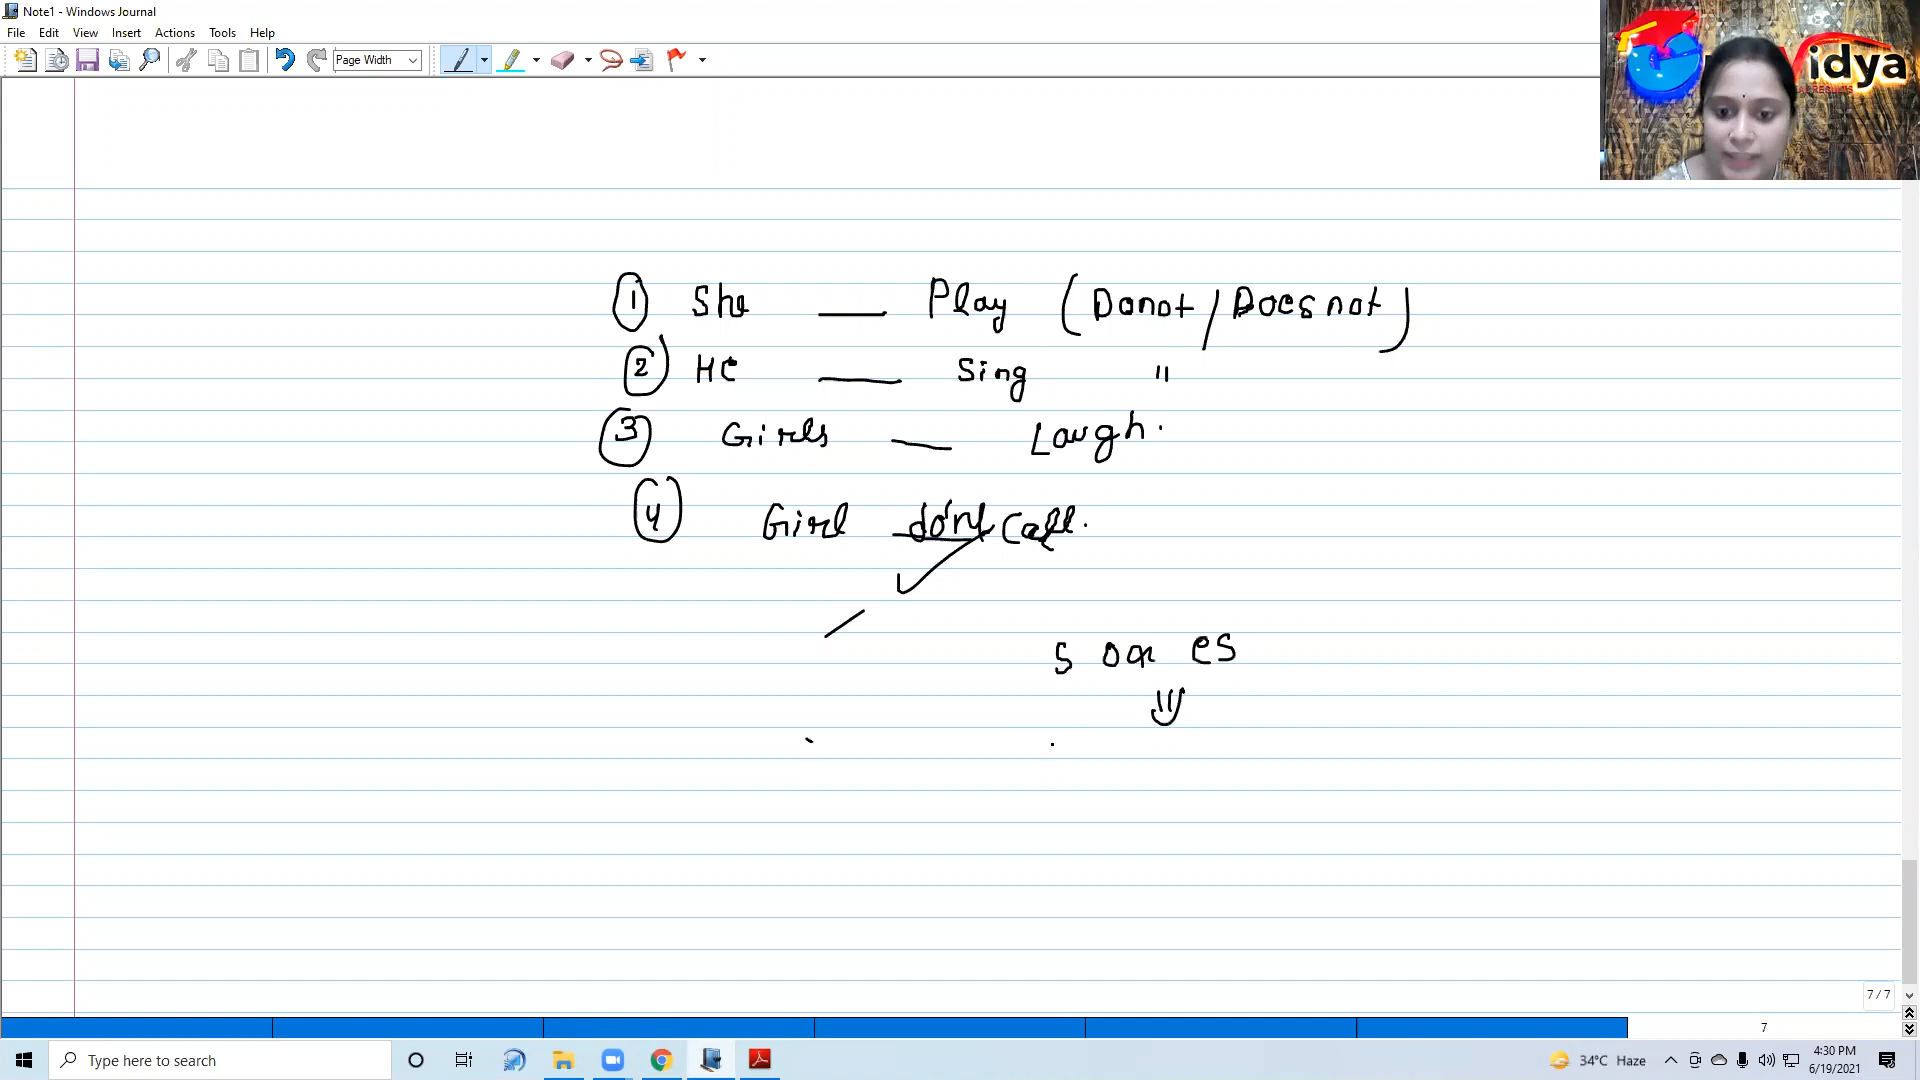 Note1 - Windows Journal
File Edit View Insert Actions Tools Help
Page Width
idya
① She ___ Play (Donot / Does not)
② He ___ Sing "
③ Girls ___ Laugh.
④ Girl don't Call.
s or es
7 / 7
7
Type here to search
34°C Haze
4:30 PM
6/19/2021